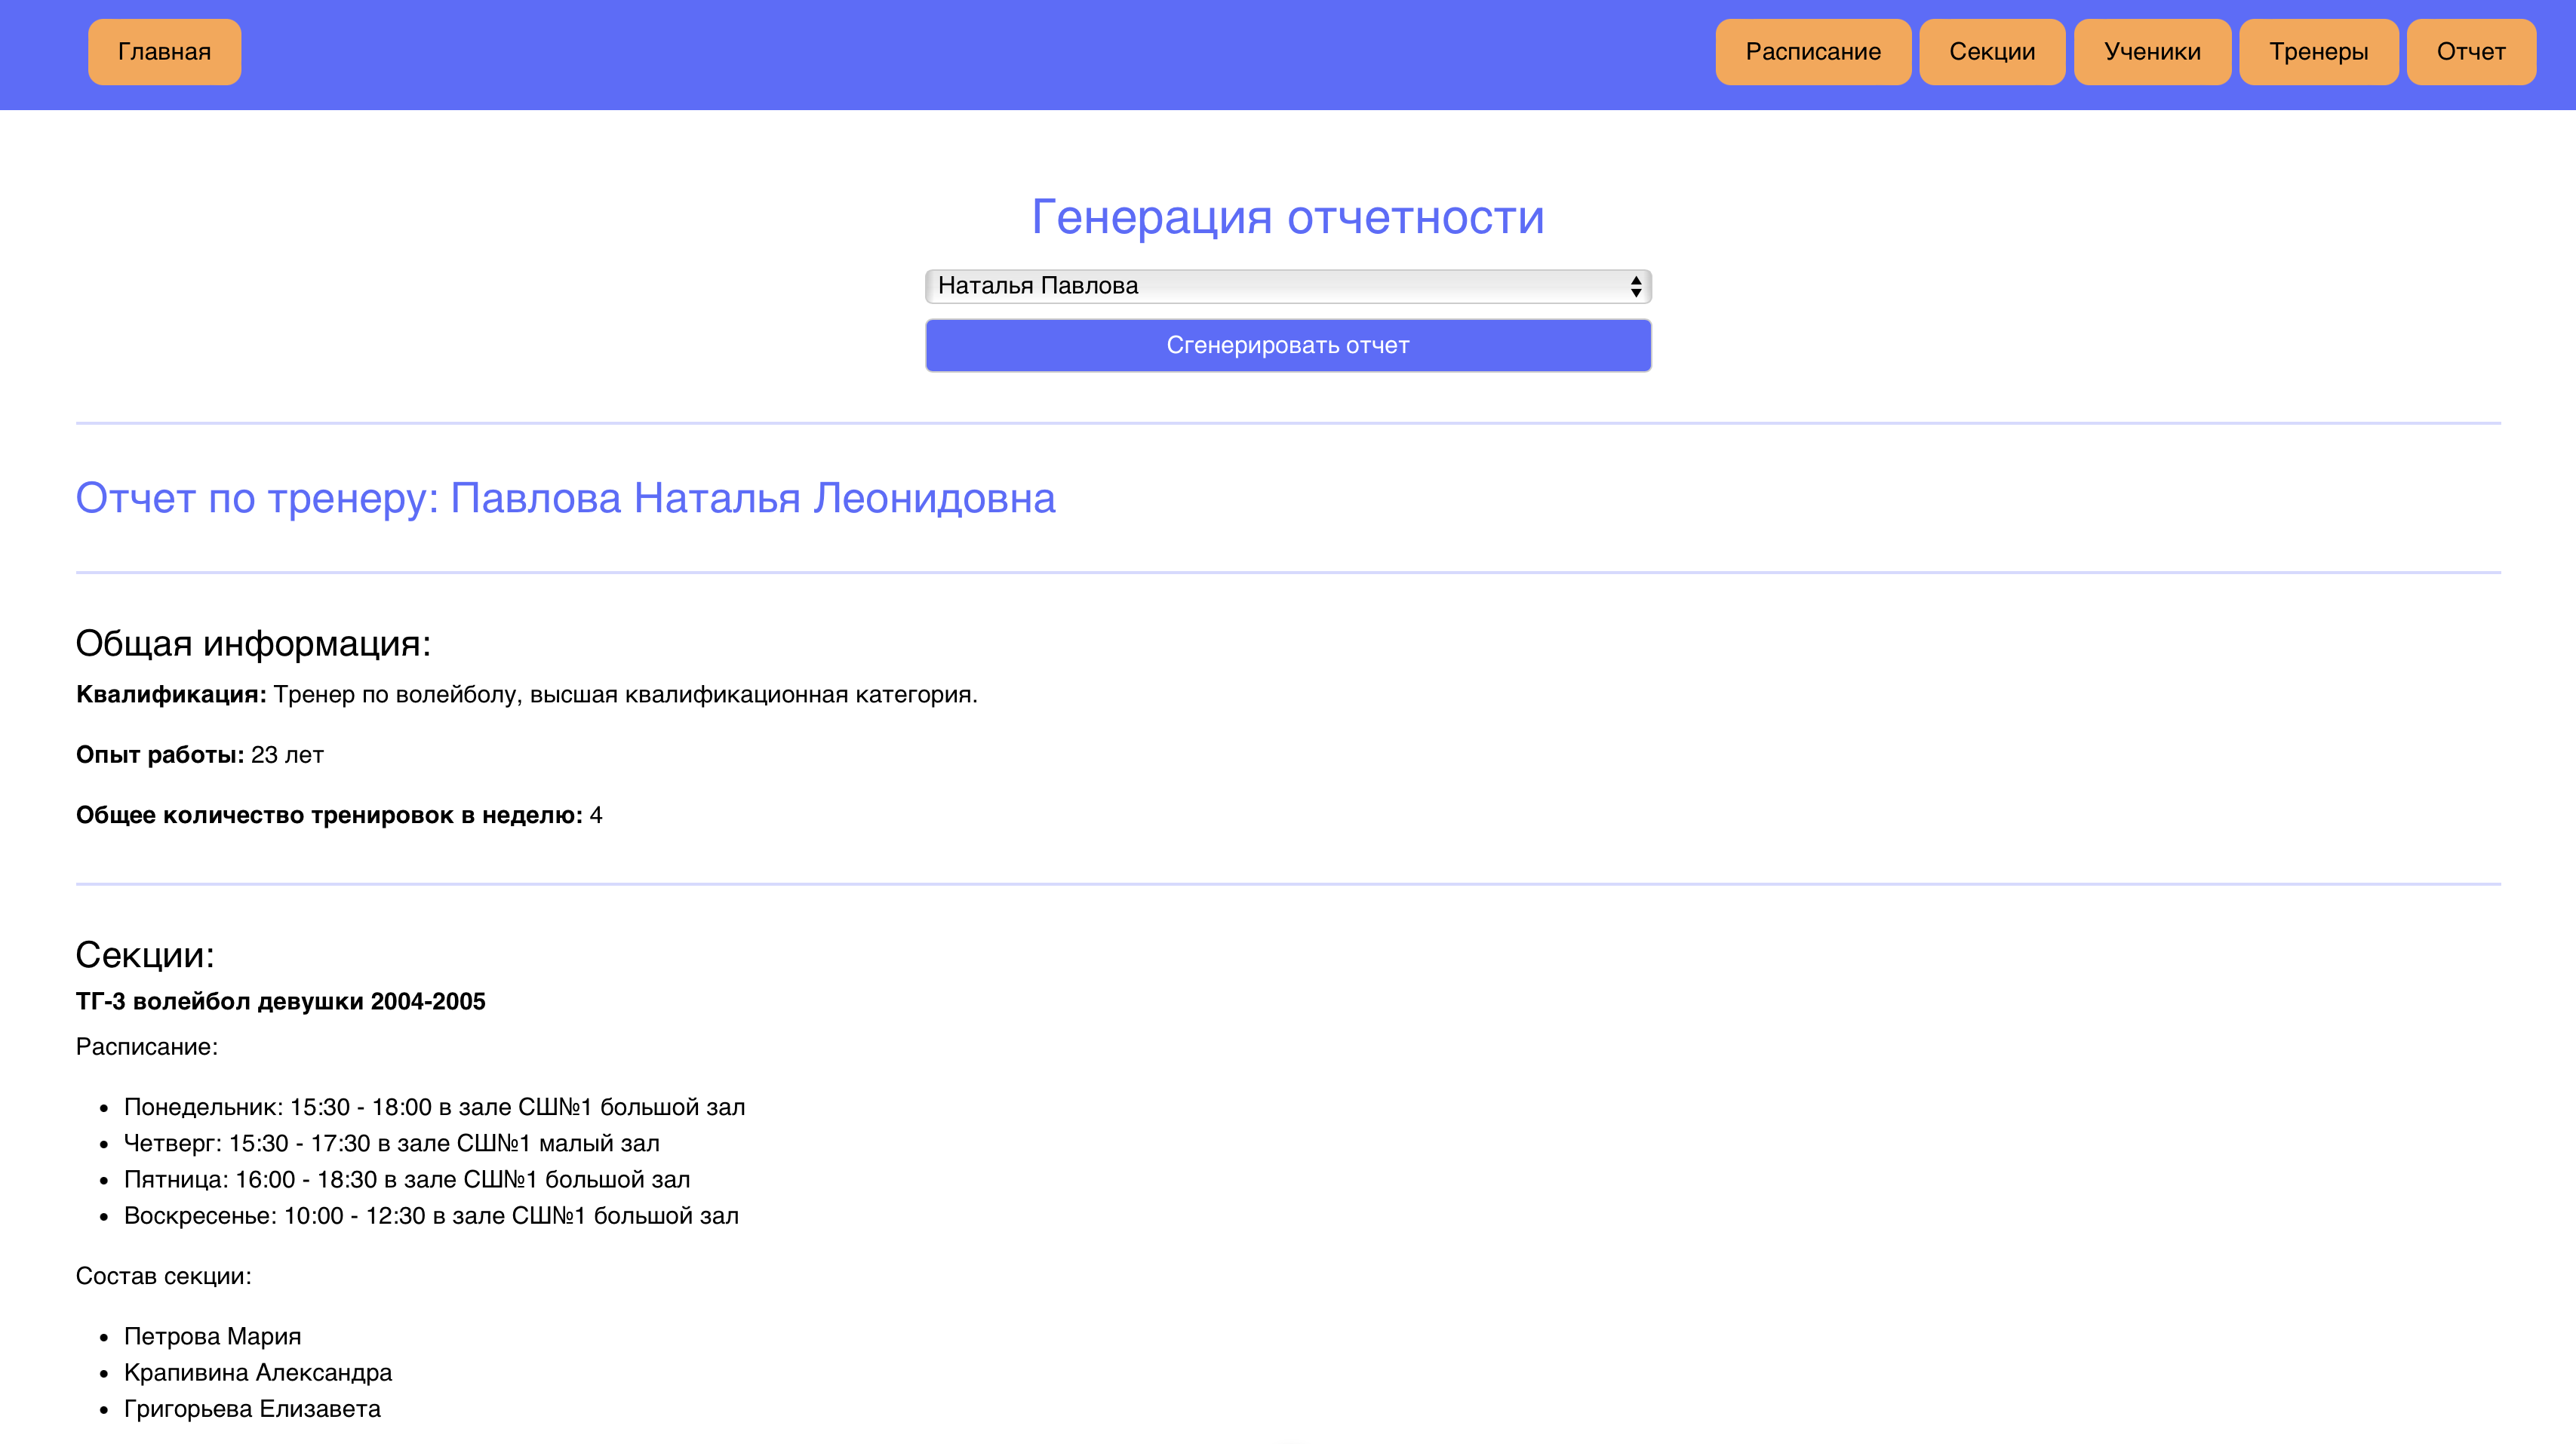 Главная
Расписание
Секции
Ученики
Тренеры
Отчет
Генерация отчетности
Наталья Павлова
Сгенерировать отчет
Отчет по тренеру: Павлова Наталья Леонидовна
Общая информация:
Квалификация: Тренер по волейболу, высшая квалификационная категория.
Опыт работы: 23 лет
Общее количество тренировок в неделю: 4
Секции:
ТГ-3 волейбол девушки 2004-2005
Расписание:
• Понедельник: 15:30 - 18:00 в зале СШ№1 большой зал
• Четверг: 15:30 - 17:30 в зале СШ№1 малый зал
• Пятница: 16:00 - 18:30 в зале СШ№1 большой зал
• Воскресенье: 10:00 - 12:30 в зале СШ№1 большой зал
Состав секции:
• Петрова Мария
• Крапивина Александра
• Григорьева Елизавета